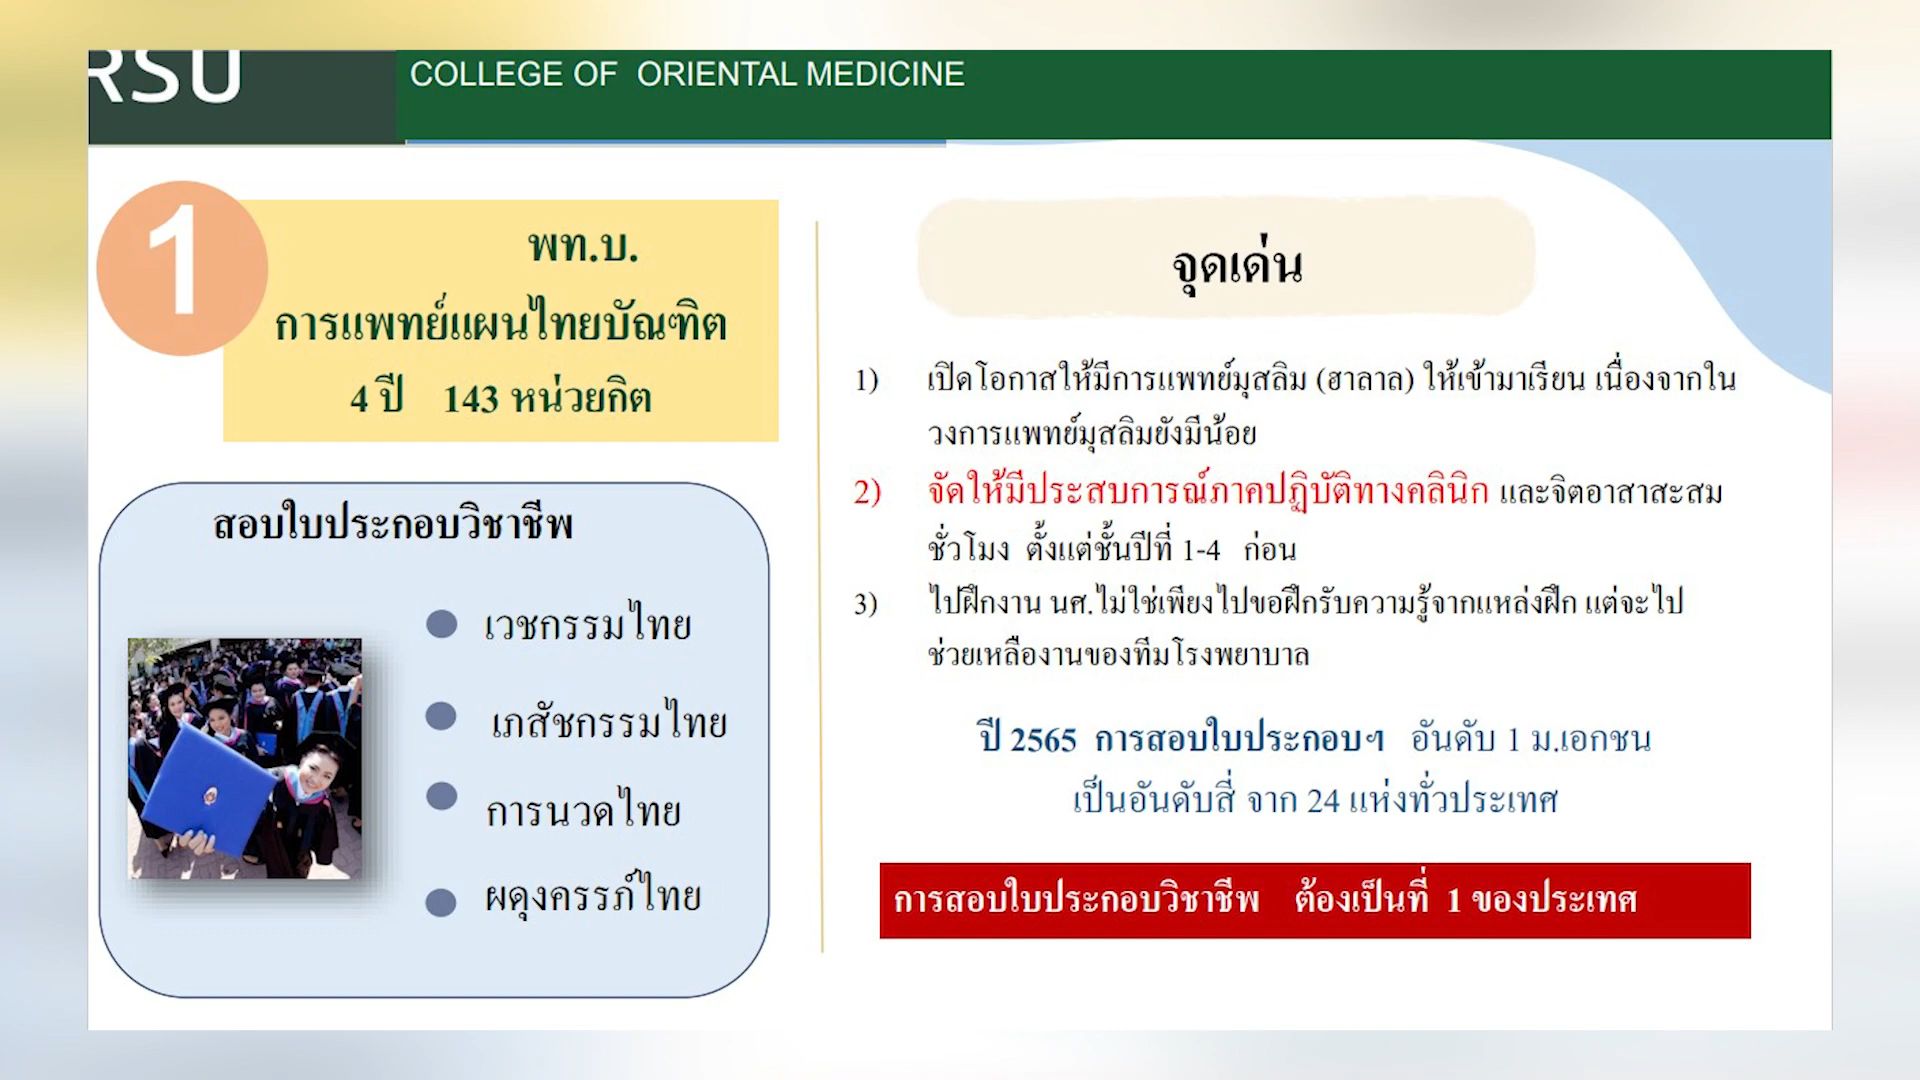 RSU
COLLEGE OF ORIENTAL MEDICINE
1
พท.บ.
การแพทย์แผนไทยบัณฑิต
4 ปี 143 หน่วยกิต
สอบใบประกอบวิชาชีพ
เวชกรรมไทย
เภสัชกรรมไทย
การนวดไทย
ผดุงครรภ์ไทย
จุดเด่น
1) เปิดโอกาสให้มีการแพทย์มุสลิม (ฮาลาล) ให้เข้ามาเรียน เนื่องจากใน
วงการแพทย์มุสลิมยังมีน้อย
2) จัดให้มีประสบการณ์ภาคปฏิบัติทางคลินิก และจิตอาสาสะสม
ชั่วโมง ตั้งแต่ชั้นปีที่ 1-4 ก่อน
3) ไปฝึกงาน นศ.ไม่ใช่เพียงไปขอฝึกรับความรู้จากแหล่งฝึก แต่จะไป
ช่วยเหลืองานของทีมโรงพยาบาล
ปี 2565 การสอบใบประกอบฯ อันดับ 1 ม.เอกชน
เป็นอันดับสี่ จาก 24 แห่งทั่วประเทศ
การสอบใบประกอบวิชาชีพ ต้องเป็นที่ 1 ของประเทศ